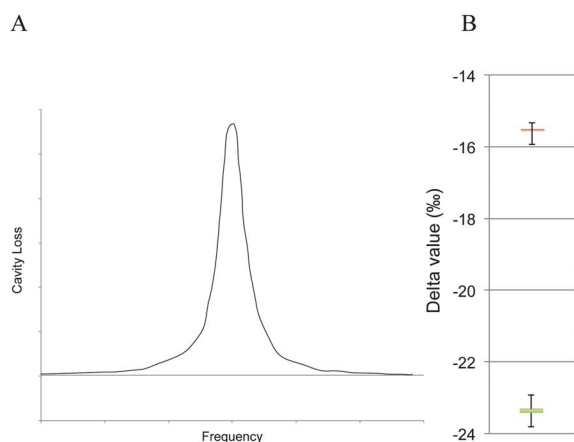 A
B
Cavity Loss
Frequency
Delta value (‰)
-14
-16
-18
-20
-22
-24